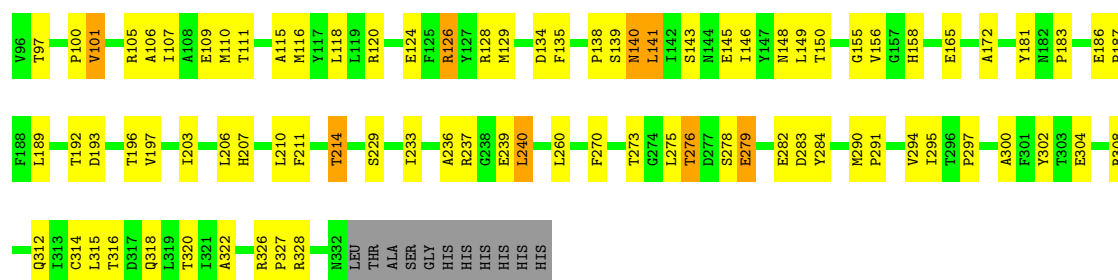 V96 T97 P100 V101 R105 A106 I107 A108 E109 M110 T111 A115 M116 Y117 L118 L119 R120 E124 F125 R126 Y127 R128 M129 D134 F135 P138 S139 N140 L141 I142 S143 N144 E145 I146 Y147 N148 L149 T150 G155 V156 G157 H158 E165 A172 Y181 N182 P183 E186
F188 L189 T192 D193 T196 V197 I203 L206 H207 L210 F211 T214 S229 I233 A236 R237 G238 E239 L240 L260 F270 T273 G274 L275 T276 D277 S278 E279 E282 D283 Y284 M290 P291 V294 I295 T296 P297 A300 F301 Y302 T303 E304
Q312 I313 C314 L315 T316 D317 Q318 L319 T320 I321 A322 R326 P327 R328 N332 LEU THR ALA SER GLY HIS HIS HIS HIS HIS HIS